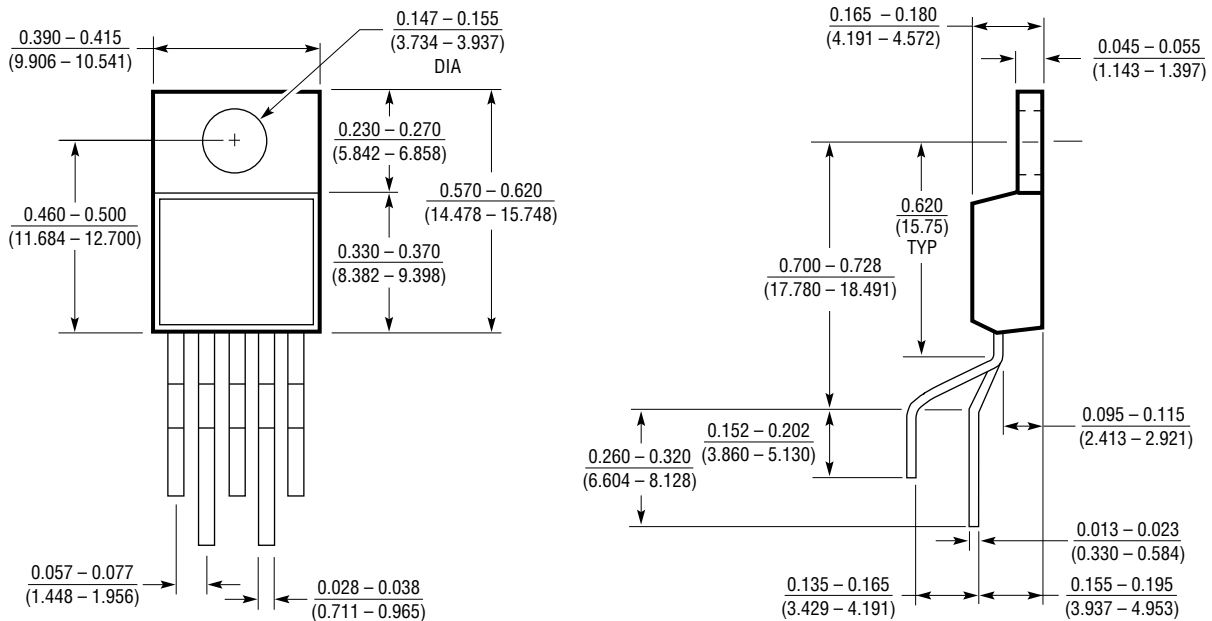 0.390 – 0.415
(9.906 – 10.541)
0.147 – 0.155
(3.734 – 3.937)
DIA
0.230 – 0.270
(5.842 – 6.858)
0.570 – 0.620
(14.478 – 15.748)
0.460 – 0.500
(11.684 – 12.700)
0.330 – 0.370
(8.382 – 9.398)
0.057 – 0.077
(1.448 – 1.956)
0.028 – 0.038
(0.711 – 0.965)
0.165 – 0.180
(4.191 – 4.572)
0.045 – 0.055
(1.143 – 1.397)
0.620
(15.75)
TYP
0.700 – 0.728
(17.780 – 18.491)
0.095 – 0.115
(2.413 – 2.921)
0.152 – 0.202
(3.860 – 5.130)
0.260 – 0.320
(6.604 – 8.128)
0.013 – 0.023
(0.330 – 0.584)
0.135 – 0.165
(3.429 – 4.191)
0.155 – 0.195
(3.937 – 4.953)